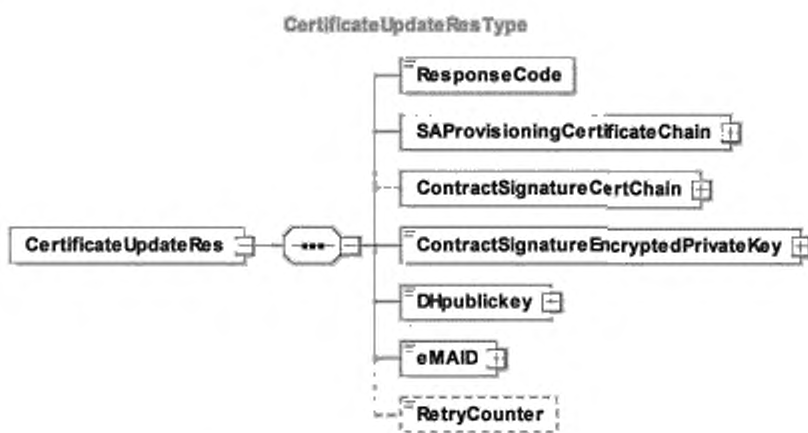 CertificateUpdateResType
ResponseCode
SAProvisioningCertificateChain
ContractSignatureCertChain
CertificateUpdateRes
ContractSignatureEncryptedPrivateKey
DHpublickey
eMAID
RetryCounter